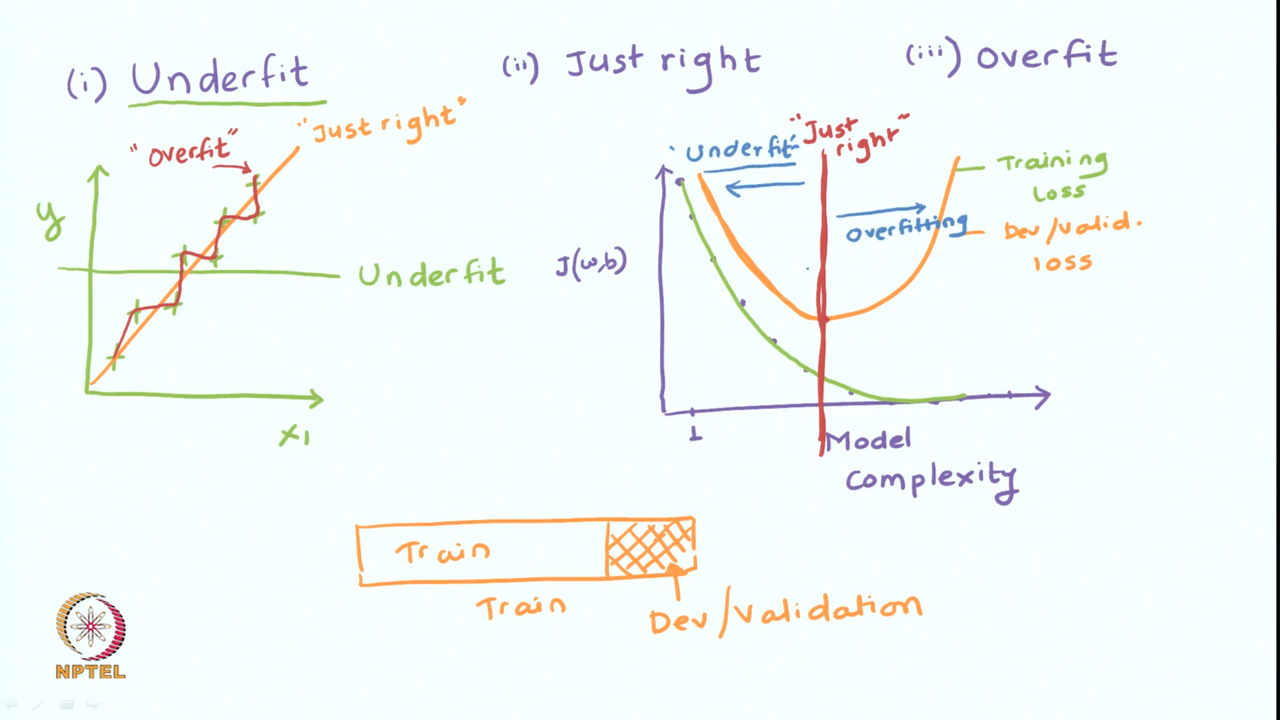 (i) Underfit
(ii) Just right
(iii) overfit
"Just right"
"overfit"
y
Underfit
x1
"Underfit"
"Just
right"
Overfitting
Training
Loss
Dev/Valid.
loss
J(w,b)
1
Model
Complexity
Train
Train
Dev/Validation
NPTEL